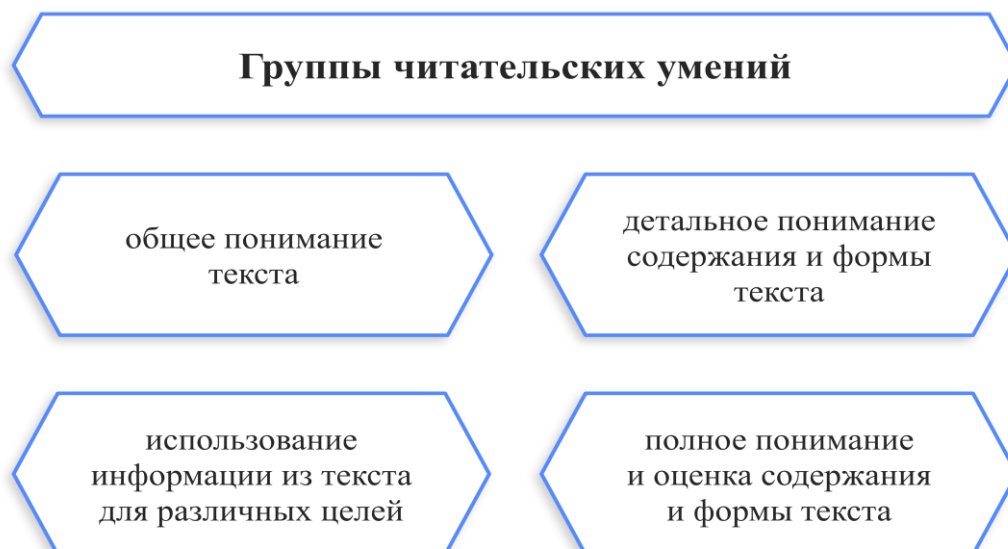 Группы читательских умений
общее понимание
текста
детальное понимание
содержания и формы
текста
использование
информации из текста
для различных целей
полное понимание
и оценка содержания
и формы текста